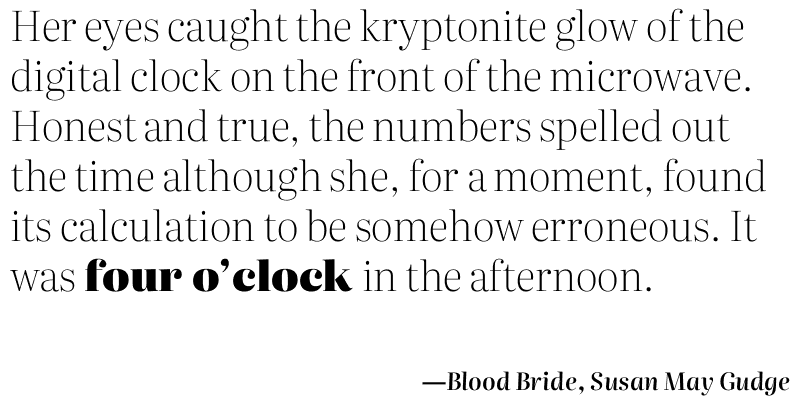 Her eyes caught the kryptonite glow of the
digital clock on the front of the microwave.
Honest and true, the numbers spelled out
the time although she, for a moment, found
its calculation to be somehow erroneous. It
was four o’clock in the afternoon.
—Blood Bride, Susan May Gudge